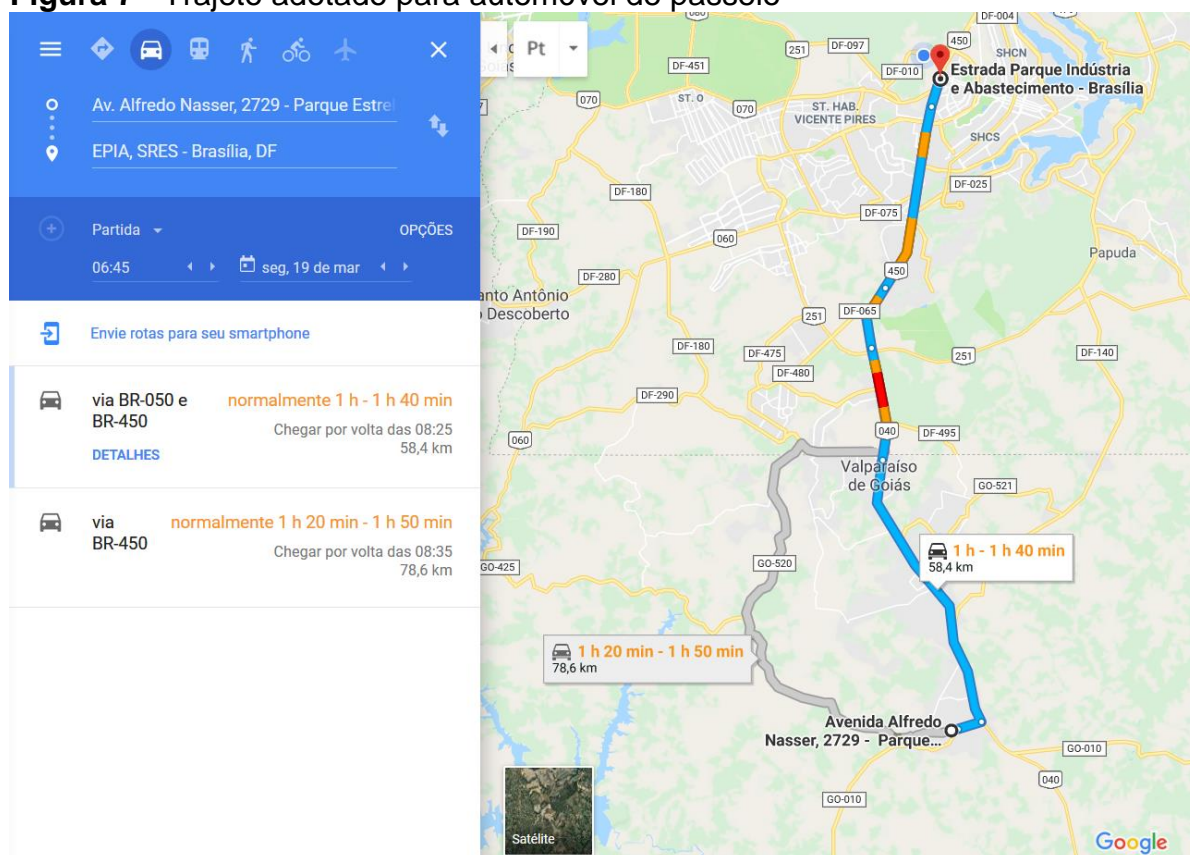 Figura 7 – Trajeto adotado para automóvel de passeio
Av. Alfredo Nasser, 2729 - Parque Estrel
EPIA, SRES - Brasília, DF
Partida
OPÇÕES
06:45
seg, 19 de mar
Envie rotas para seu smartphone
via BR-050 e
BR-450
normalmente 1 h - 1 h 40 min
Chegar por volta das 08:25
58,4 km
DETALHES
via
BR-450
normalmente 1 h 20 min - 1 h 50 min
Chegar por volta das 08:35
78,6 km
Pt
DF-004
251
DF-097
450
SHCN
DF-451
DF-010
Estrada Parque Indústria
e Abastecimento - Brasília
070
ST. O
070
ST. HAB.
VICENTE PIRES
SHCS
DF-180
DF-025
DF-075
DF-190
060
Papuda
DF-280
450
anto Antônio
Descoberto
251
DF-065
DF-180
DF-475
251
DF-140
DF-480
DF-290
040
DF-495
060
Valparaíso
de Goiás
GO-521
1 h - 1 h 40 min
58,4 km
GO-520
GO-425
1 h 20 min - 1 h 50 min
78,6 km
Avenida Alfredo
Nasser, 2729 - Parque...
GO-010
040
GO-010
Satélite
Google